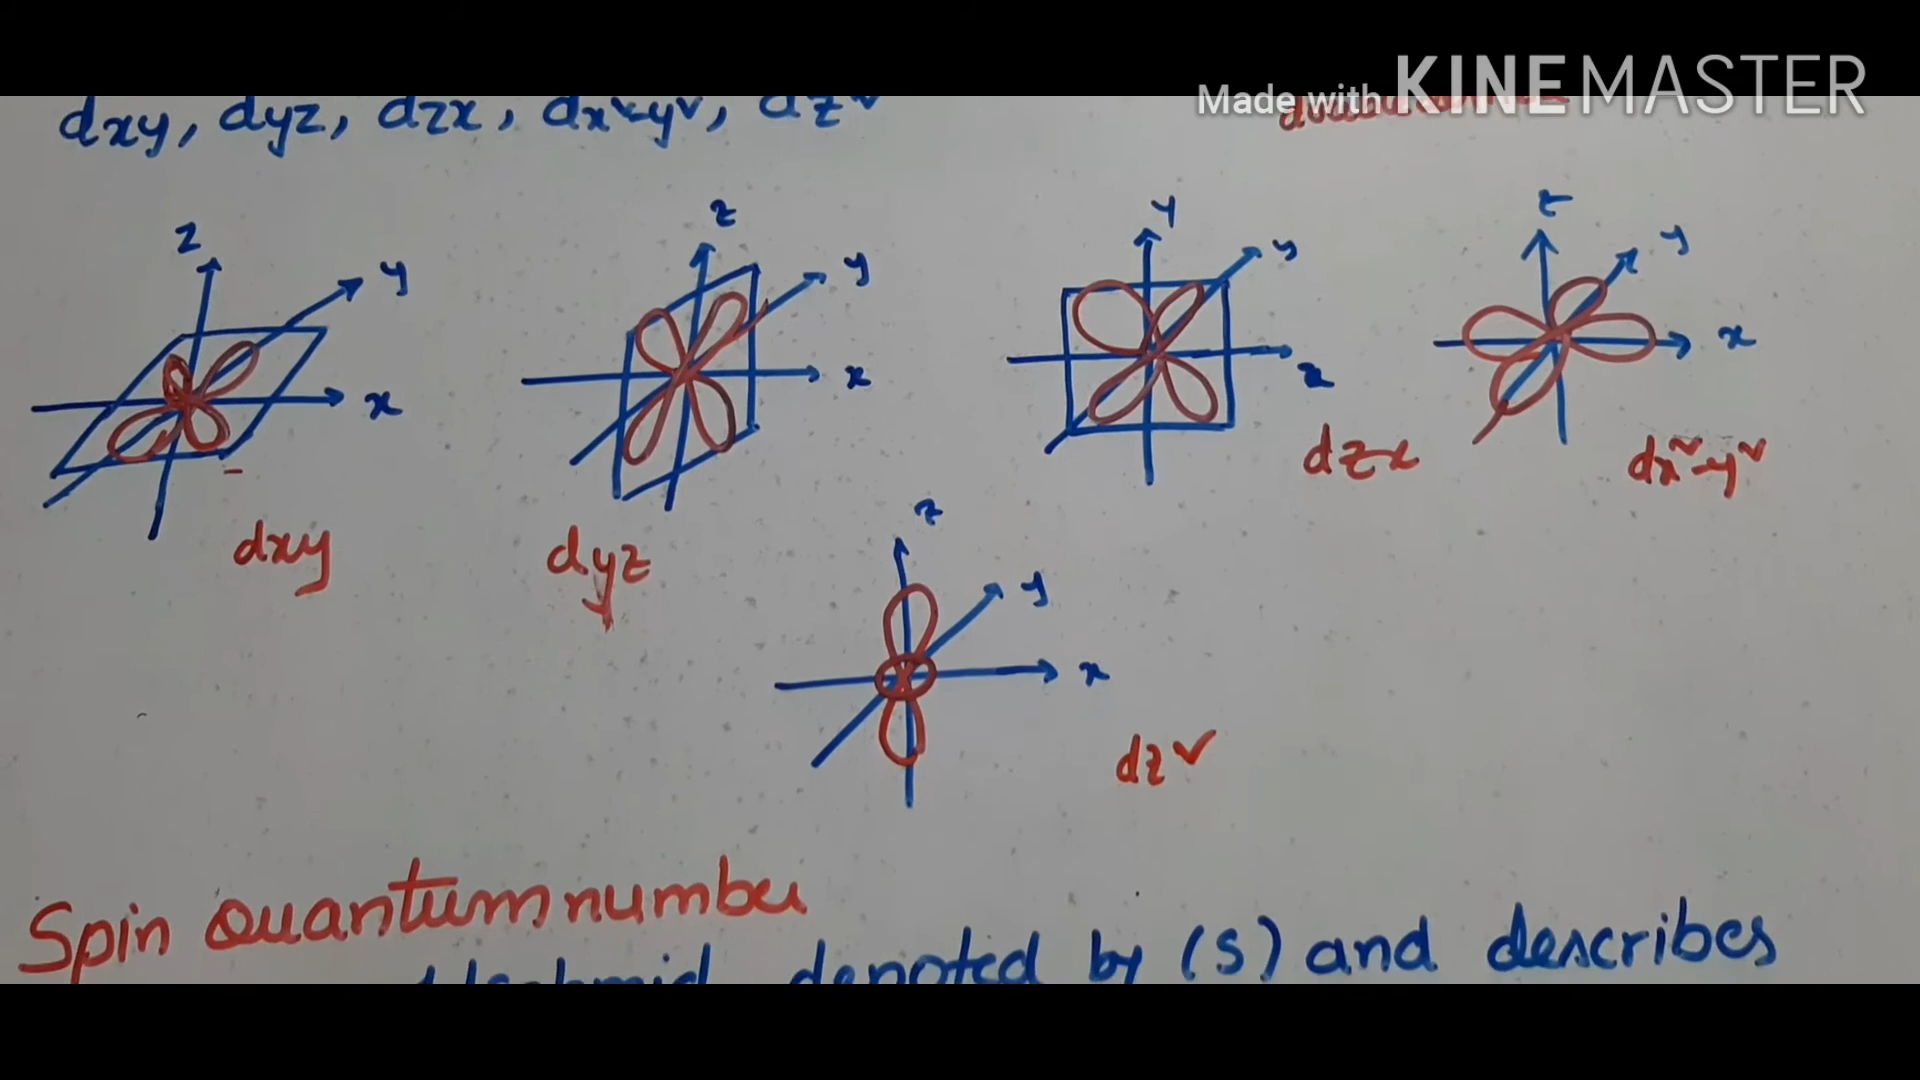 Made with KINEMASTER
dxy, dyz, dzx, dx²-y², dz²
z
y
x
dxy
z
y
x
dyz
y
y
x
dzx
z
y
x
dx²-y²
z
y
x
dz²
Spin quantum number
denoted by (s) and describes